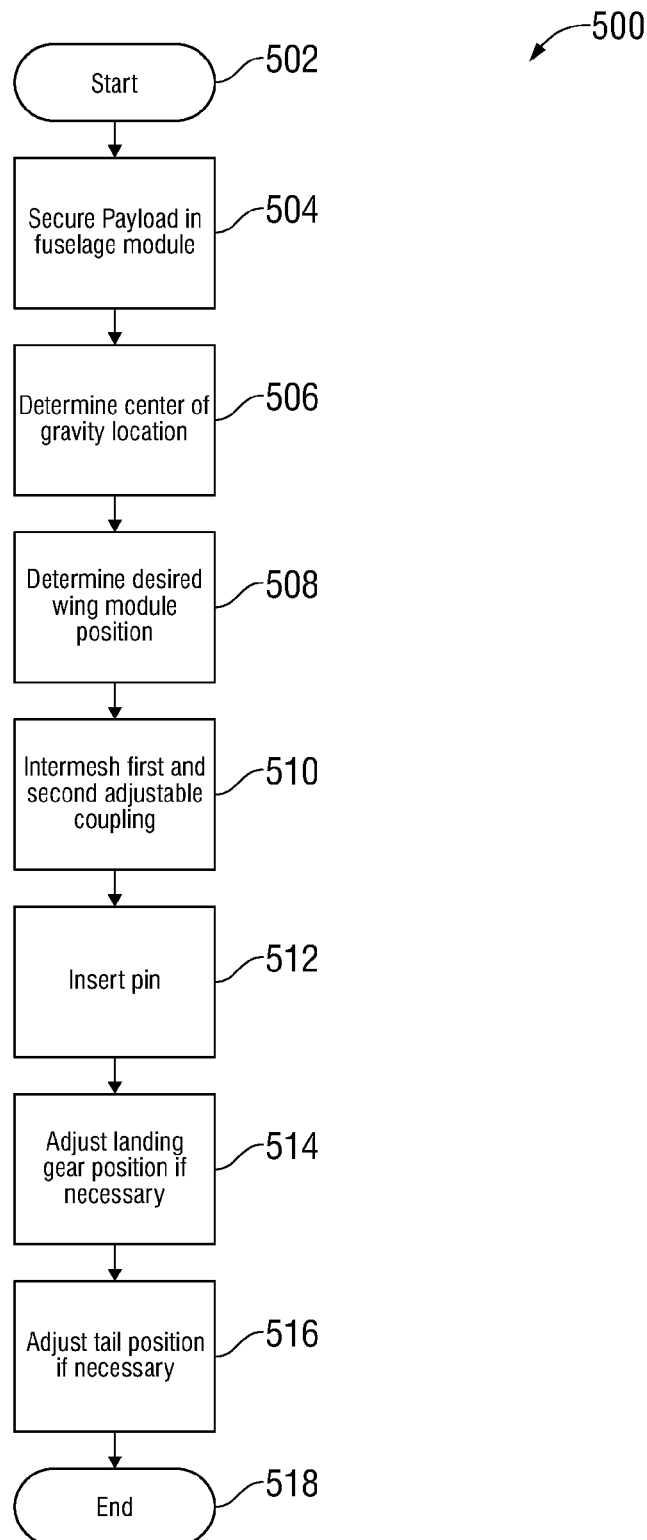 500
Start
502
Secure Payload in
fuselage module
504
Determine center of
gravity location
506
Determine desired
wing module
position
508
Intermesh first and
second adjustable
coupling
510
Insert pin
512
Adjust landing
gear position if
necessary
514
Adjust tail position
if necessary
516
End
518